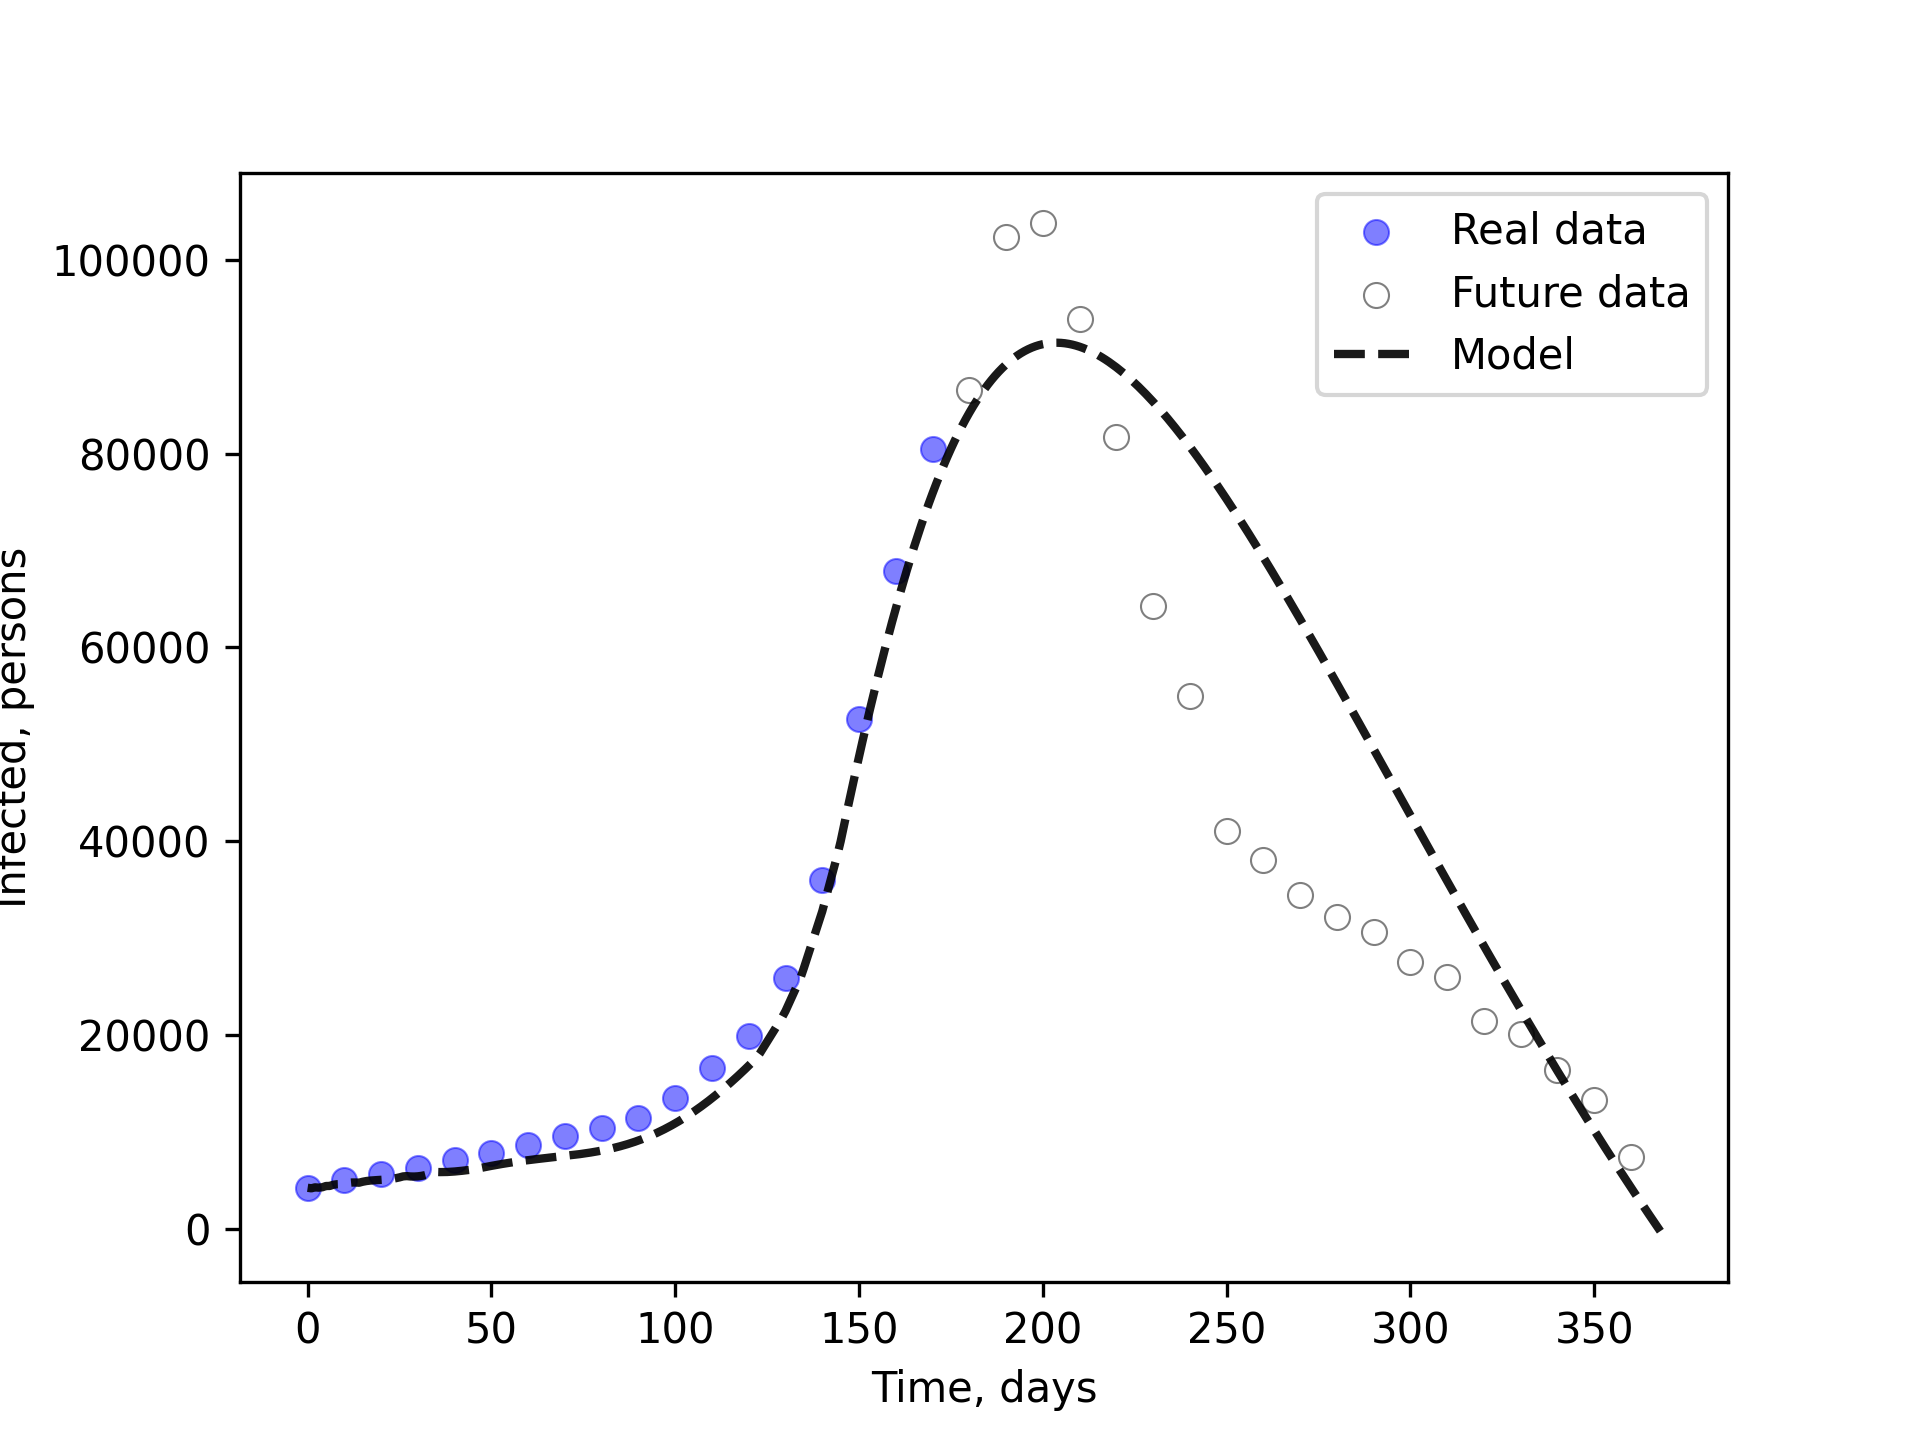 Real data
Future data
Model
100000
80000
60000
40000
20000
0
Infected, persons
0 50 100 150 200 250 300 350
Time, days